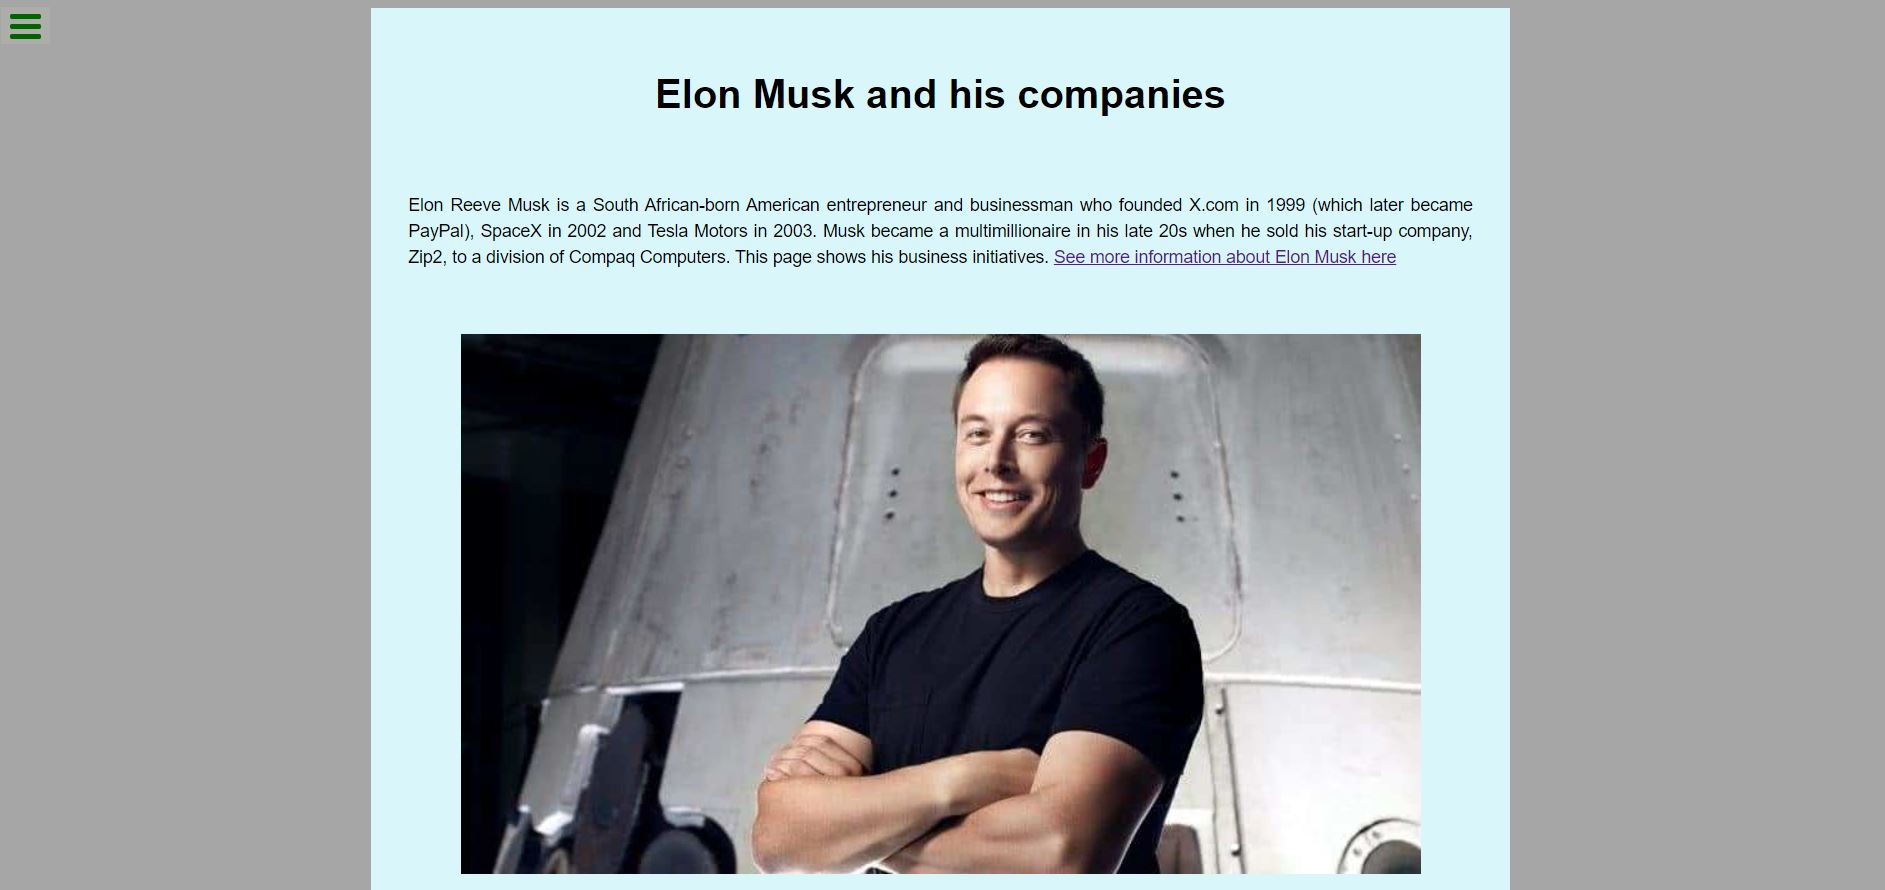 Elon Musk and his companies
Elon Reeve Musk is a South African-born American entrepreneur and businessman who founded X.com in 1999 (which later became
PayPal), SpaceX in 2002 and Tesla Motors in 2003. Musk became a multimillionaire in his late 20s when he sold his start-up company,
Zip2, to a division of Compaq Computers. This page shows his business initiatives. See more information about Elon Musk here